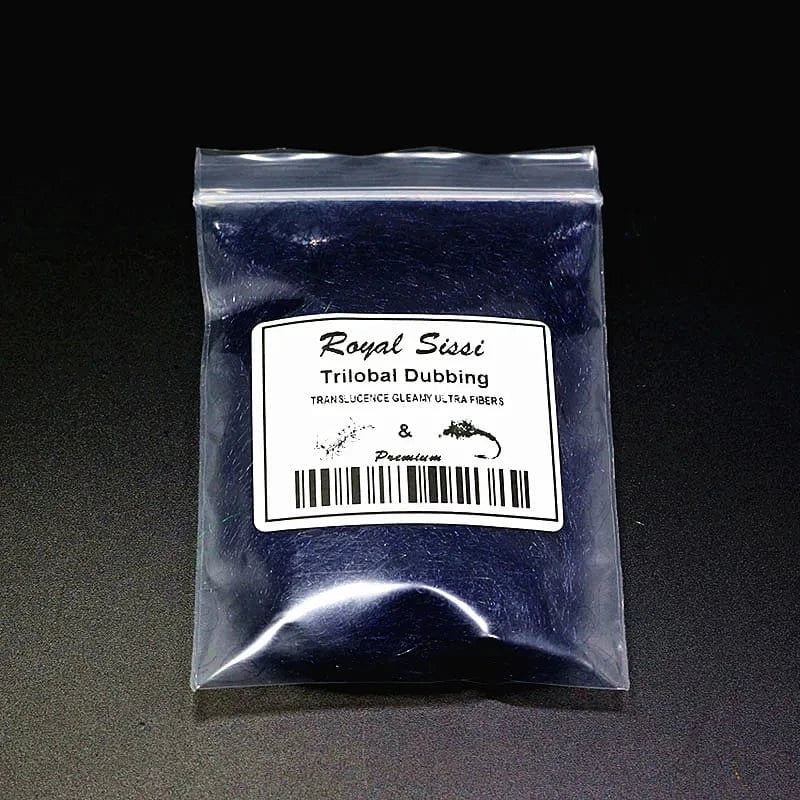 Royal Sissi
Trilobal Dubbing
TRANSLUCENCE GLEAMY ULTRA FIBERS
&
Premium